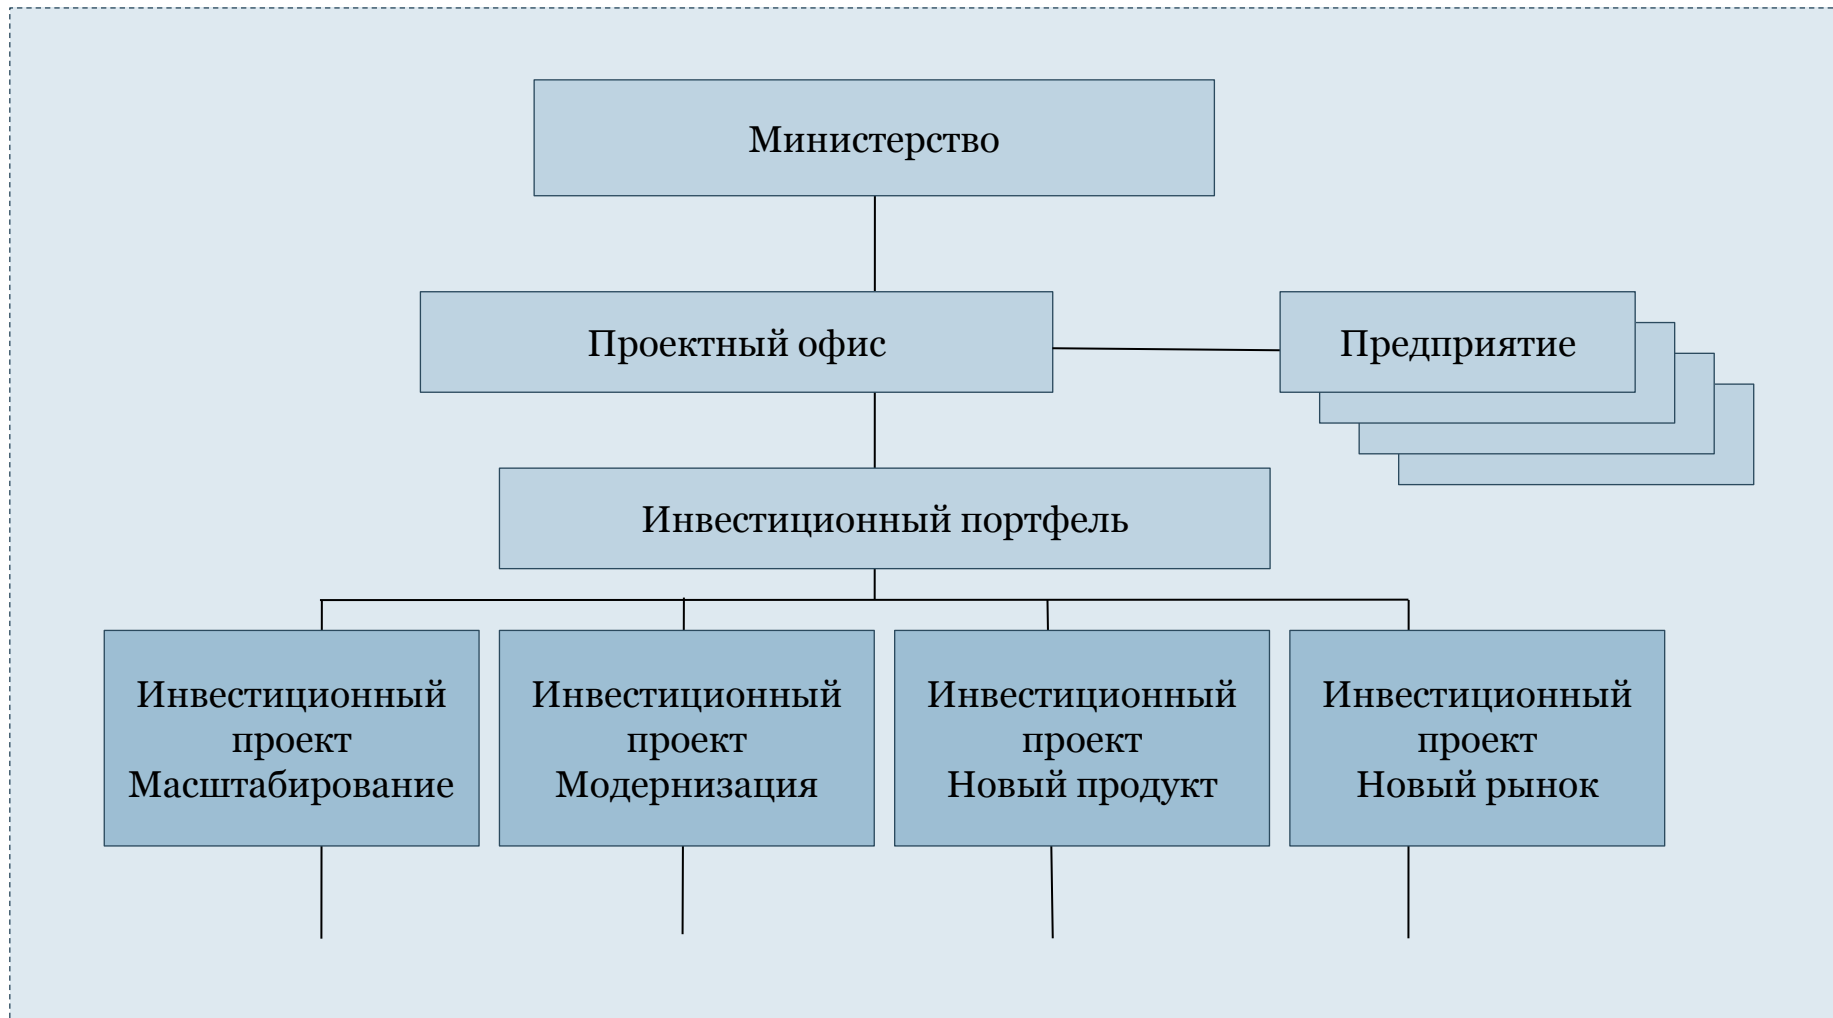 Министерство
Проектный офис
Предприятие
Инвестиционный портфель
Инвестиционный
проект
Масштабирование
Инвестиционный
проект
Модернизация
Инвестиционный
проект
Новый продукт
Инвестиционный
проект
Новый рынок